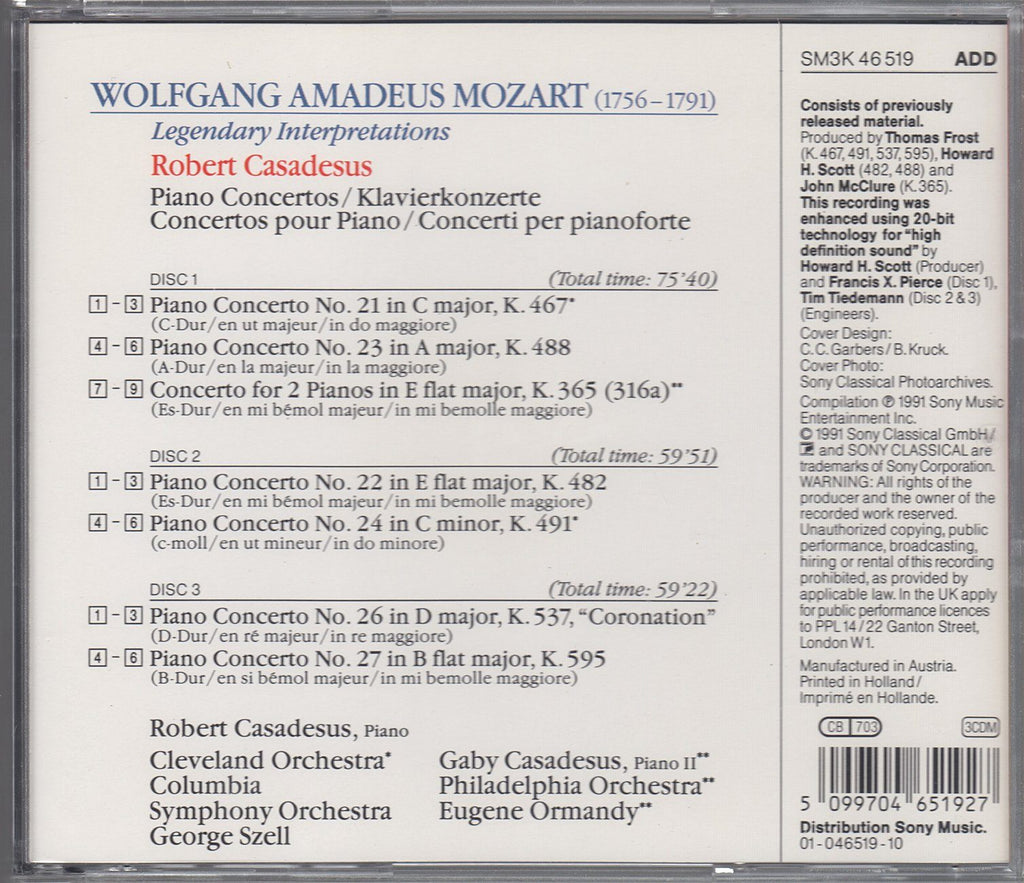 WOLFGANG AMADEUS MOZART (1756–1791)
Legendary Interpretations
Robert Casadesus
Piano Concertos/Klavierkonzerte
Concertos pour Piano/Concerti per pianoforte
DISC 1 (Total time: 75'40)
1 - 3 Piano Concerto No. 21 in C major, K. 467*
(C-Dur/en ut majeur/in do maggiore)
4 - 6 Piano Concerto No. 23 in A major, K. 488
(A-Dur/en la majeur/in la maggiore)
7 - 9 Concerto for 2 Pianos in E flat major, K. 365 (316a)**
(Es-Dur/en mi bémol majeur/in mi bemolle maggiore)
DISC 2 (Total time: 59'51)
1 - 3 Piano Concerto No. 22 in E flat major, K. 482
(Es-Dur/en mi bémol majeur/in mi bemolle maggiore)
4 - 6 Piano Concerto No. 24 in C minor, K. 491*
(c-moll/en ut mineur/in do minore)
DISC 3 (Total time: 59'22)
1 - 3 Piano Concerto No. 26 in D major, K. 537, “Coronation”
(D-Dur/en ré majeur/in re maggiore)
4 - 6 Piano Concerto No. 27 in B flat major, K. 595
(B-Dur/en si bémol majeur/in mi bemolle maggiore)
Robert Casadesus, Piano
Cleveland Orchestra*
Columbia
Symphony Orchestra
George Szell
Gaby Casadesus, Piano II**
Philadelphia Orchestra**
Eugene Ormandy**
SM3K 46 519 ADD
Consists of previously
released material.
Produced by Thomas Frost
(K. 467, 491, 537, 595), Howard
H. Scott (482, 488) and
John McClure (K. 365).
This recording was
enhanced using 20-bit
technology for “high
definition sound” by
Howard H. Scott (Producer)
and Francis X. Pierce (Disc 1),
Tim Tiedemann (Disc 2 & 3)
(Engineers).
Cover Design:
C. C. Garbers/B. Kruck.
Cover Photo:
Sony Classical Photoarchives.
Compilation ℗ 1991 Sony Music
Entertainment Inc.
© 1991 Sony Classical GmbH/
and SONY CLASSICAL are
trademarks of Sony Corporation.
WARNING: All rights of the
producer and the owner of the
recorded work reserved.
Unauthorized copying, public
performance, broadcasting,
hiring or rental of this recording
prohibited, as provided by
applicable law. In the UK apply
for public performance licences
to PPL 14/22 Ganton Street,
London W1.
Manufactured in Austria.
Printed in Holland/
Imprimé en Hollande.
CB 703 3CDM
5 099704 651927
Distribution Sony Music.
01-046519-10